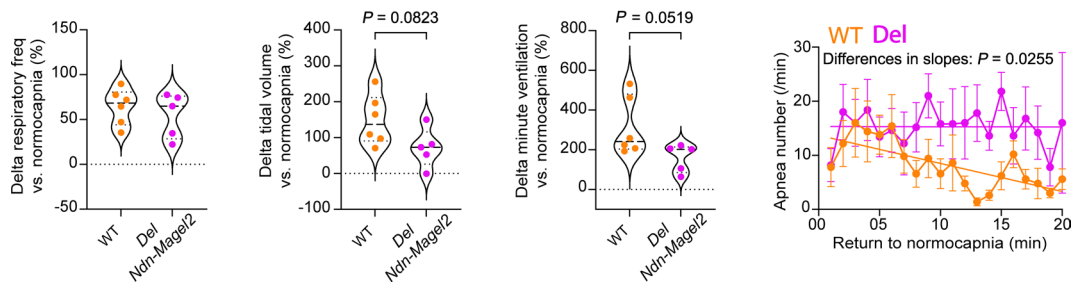 Delta respiratory freq
vs. normocapnia (%)
150
100
50
0
-50
WT
Del
Ndn-Magel2
P = 0.0823
Delta tidal volume
vs. normocapnia (%)
400
300
200
100
0
-100
WT
Del
Ndn-Magel2
P = 0.0519
Delta minute ventilation
vs. normocapnia (%)
800
600
400
200
0
WT
Del
Ndn-Magel2
WT Del
Differences in slopes: P = 0.0255
Apnea number (/min)
30
20
10
0
0 5 10 15 20
Return to normocapnia (min)